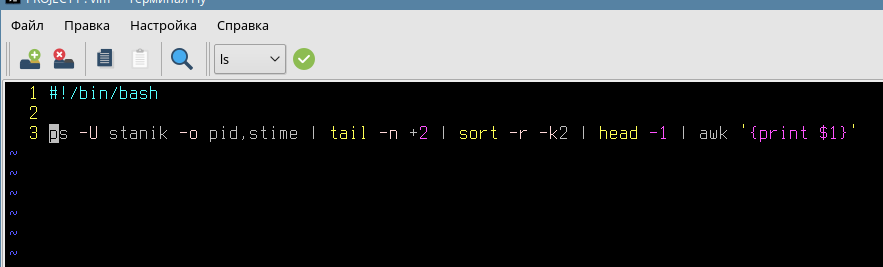 Файл Правка Настройка Справка
ls
1 #!/bin/bash
2
3 ps -U stanik -o pid,stime | tail -n +2 | sort -r -k2 | head -1 | awk '{print $1}'
~
~
~
~
~
~